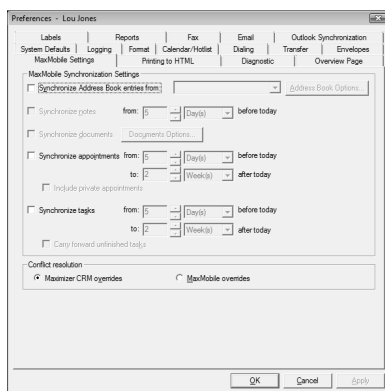 Preferences - Lou Jones
Labels Reports Fax Email Outlook Synchronization
System Defaults Logging Format Calendar/Hotlist Dialing Transfer Envelopes
MaxMobile Settings Printing to HTML Diagnostic Overview Page
MaxMobile Synchronization Settings
Synchronize Address Book entries from: Address Book Options...
Synchronize notes from: 5 Day(s) before today
Synchronize documents Documents Options...
Synchronize appointments from: 5 Day(s) before today
to: 2 Week(s) after today
Include private appointments
Synchronize tasks from: 5 Day(s) before today
to: 2 Week(s) after today
Carry forward unfinished tasks
Conflict resolution
Maximizer CRM overrides MaxMobile overrides
OK Cancel Apply